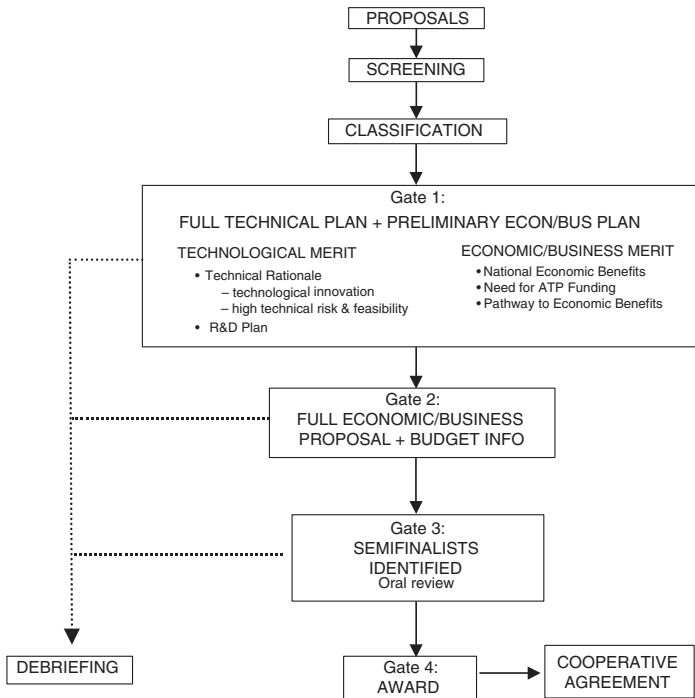 PROPOSALS
SCREENING
CLASSIFICATION
Gate 1:
FULL TECHNICAL PLAN + PRELIMINARY ECON/BUS PLAN
TECHNOLOGICAL MERIT
• Technical Rationale
– technological innovation
– high technical risk & feasibility
• R&D Plan
ECONOMIC/BUSINESS MERIT
• National Economic Benefits
• Need for ATP Funding
• Pathway to Economic Benefits
Gate 2:
FULL ECONOMIC/BUSINESS
PROPOSAL + BUDGET INFO
Gate 3:
SEMIFINALISTS
IDENTIFIED
Oral review
DEBRIEFING
Gate 4:
AWARD
COOPERATIVE
AGREEMENT